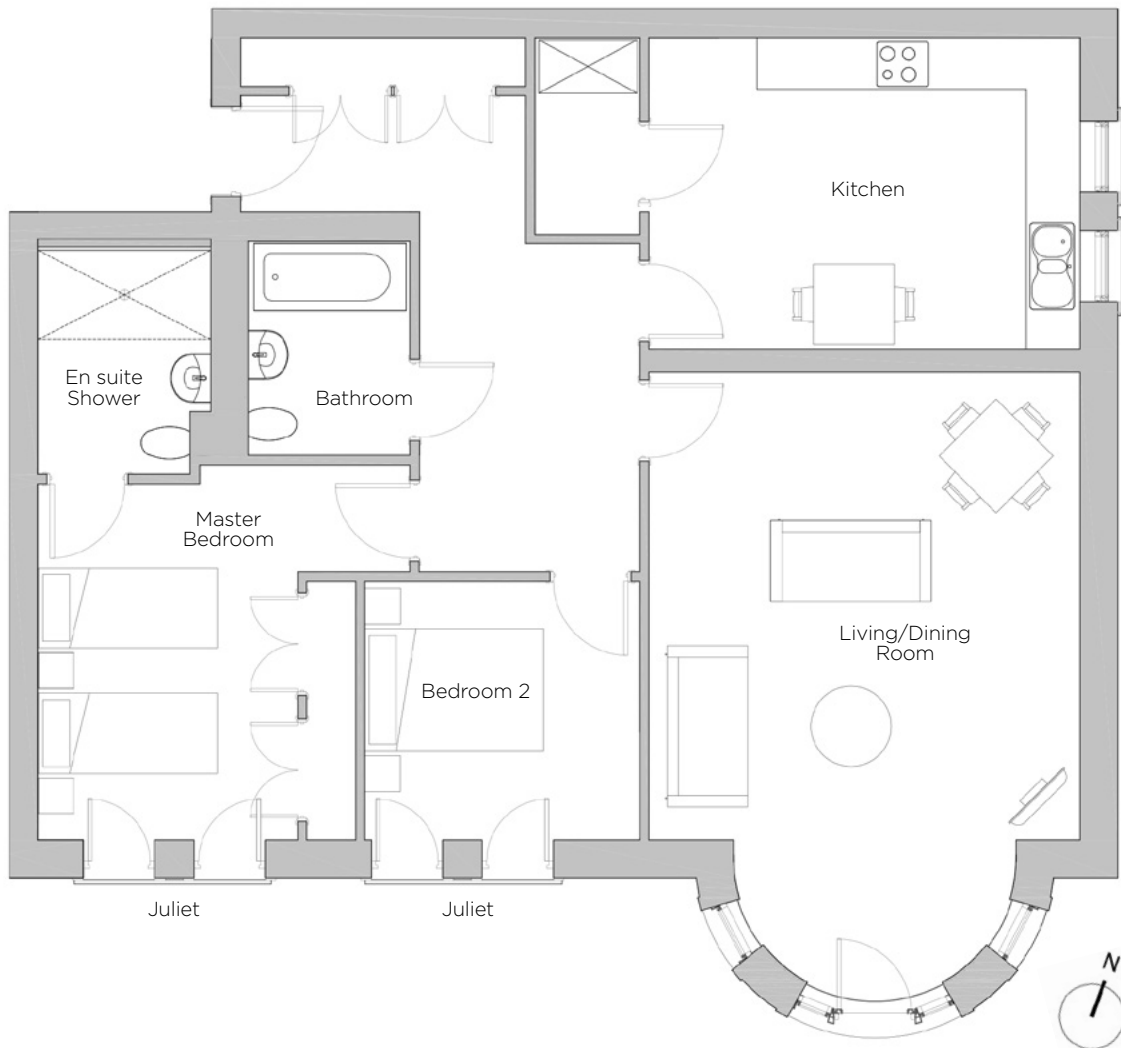 Kitchen
En suite
Shower
Bathroom
Master
Bedroom
Living/Dining
Room
Bedroom 2
Juliet
Juliet
N